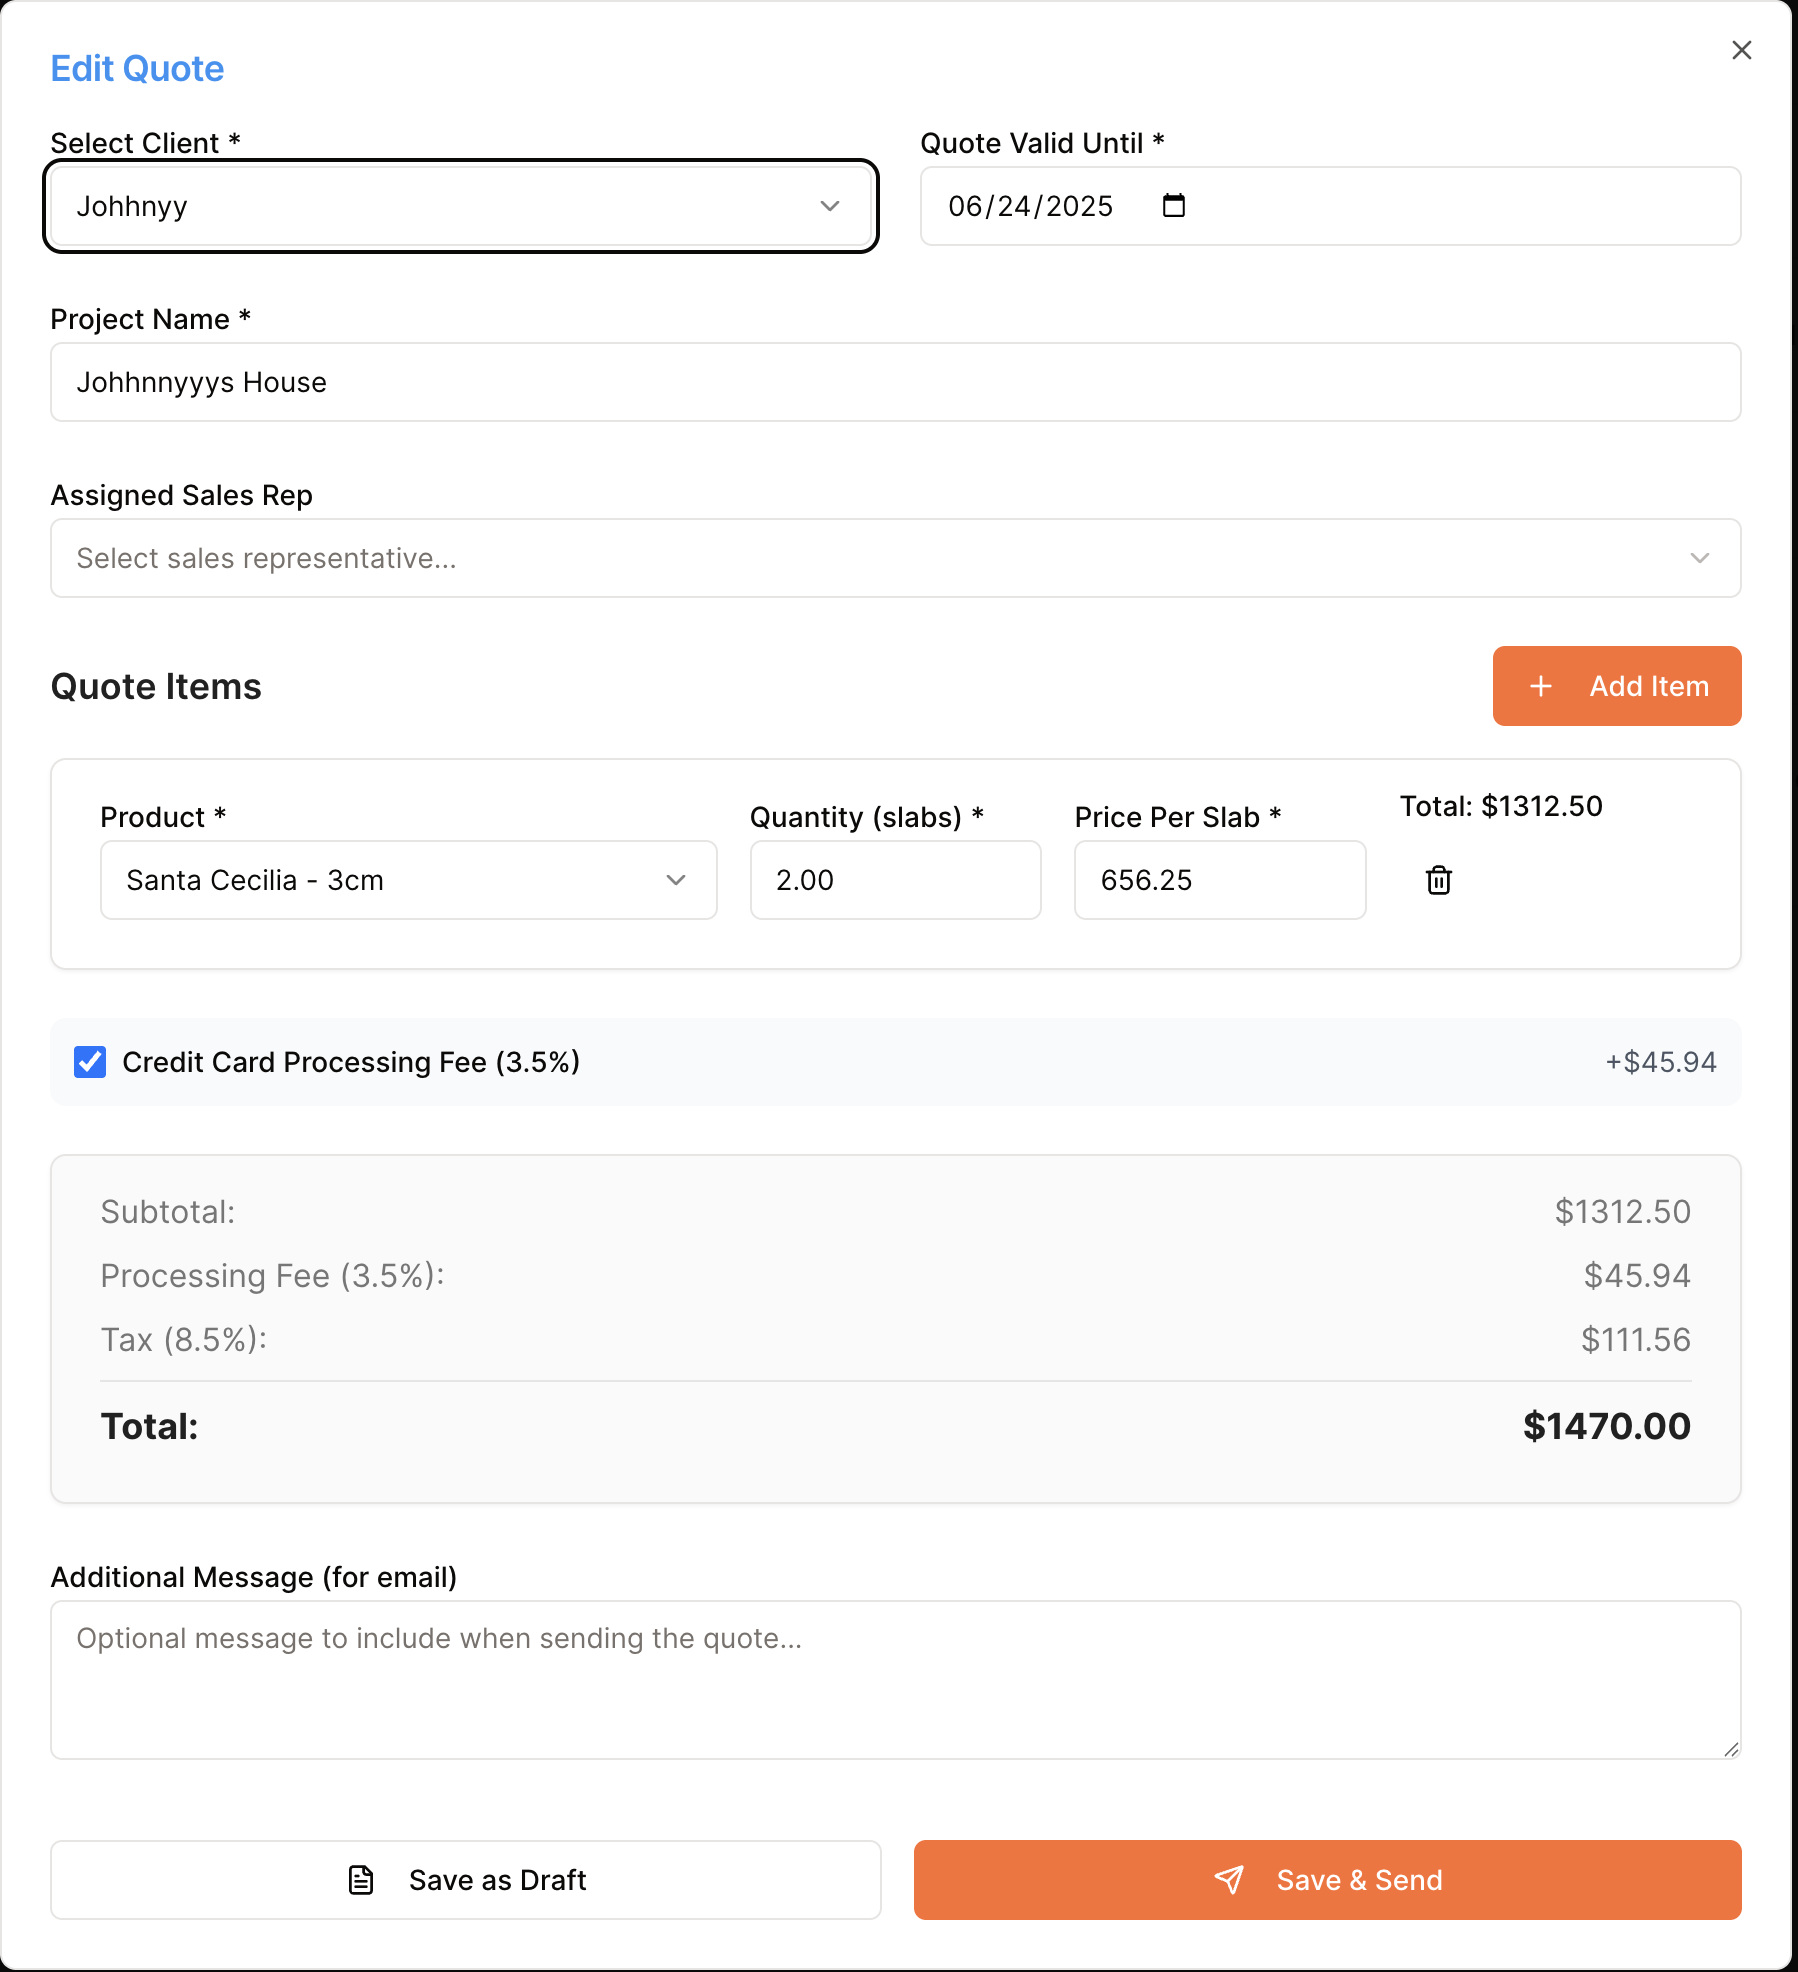 Edit Quote
Select Client *
Johhnyy
Quote Valid Until *
06/24/2025
Project Name *
Johhnnyyys House
Assigned Sales Rep
Select sales representative...
Quote Items
Add Item
Product *
Santa Cecilia - 3cm
Quantity (slabs) *
2.00
Price Per Slab *
656.25
Total: $1312.50
Credit Card Processing Fee (3.5%)
+$45.94
Subtotal:
$1312.50
Processing Fee (3.5%):
$45.94
Tax (8.5%):
$111.56
Total:
$1470.00
Additional Message (for email)
Optional message to include when sending the quote...
Save as Draft
Save & Send